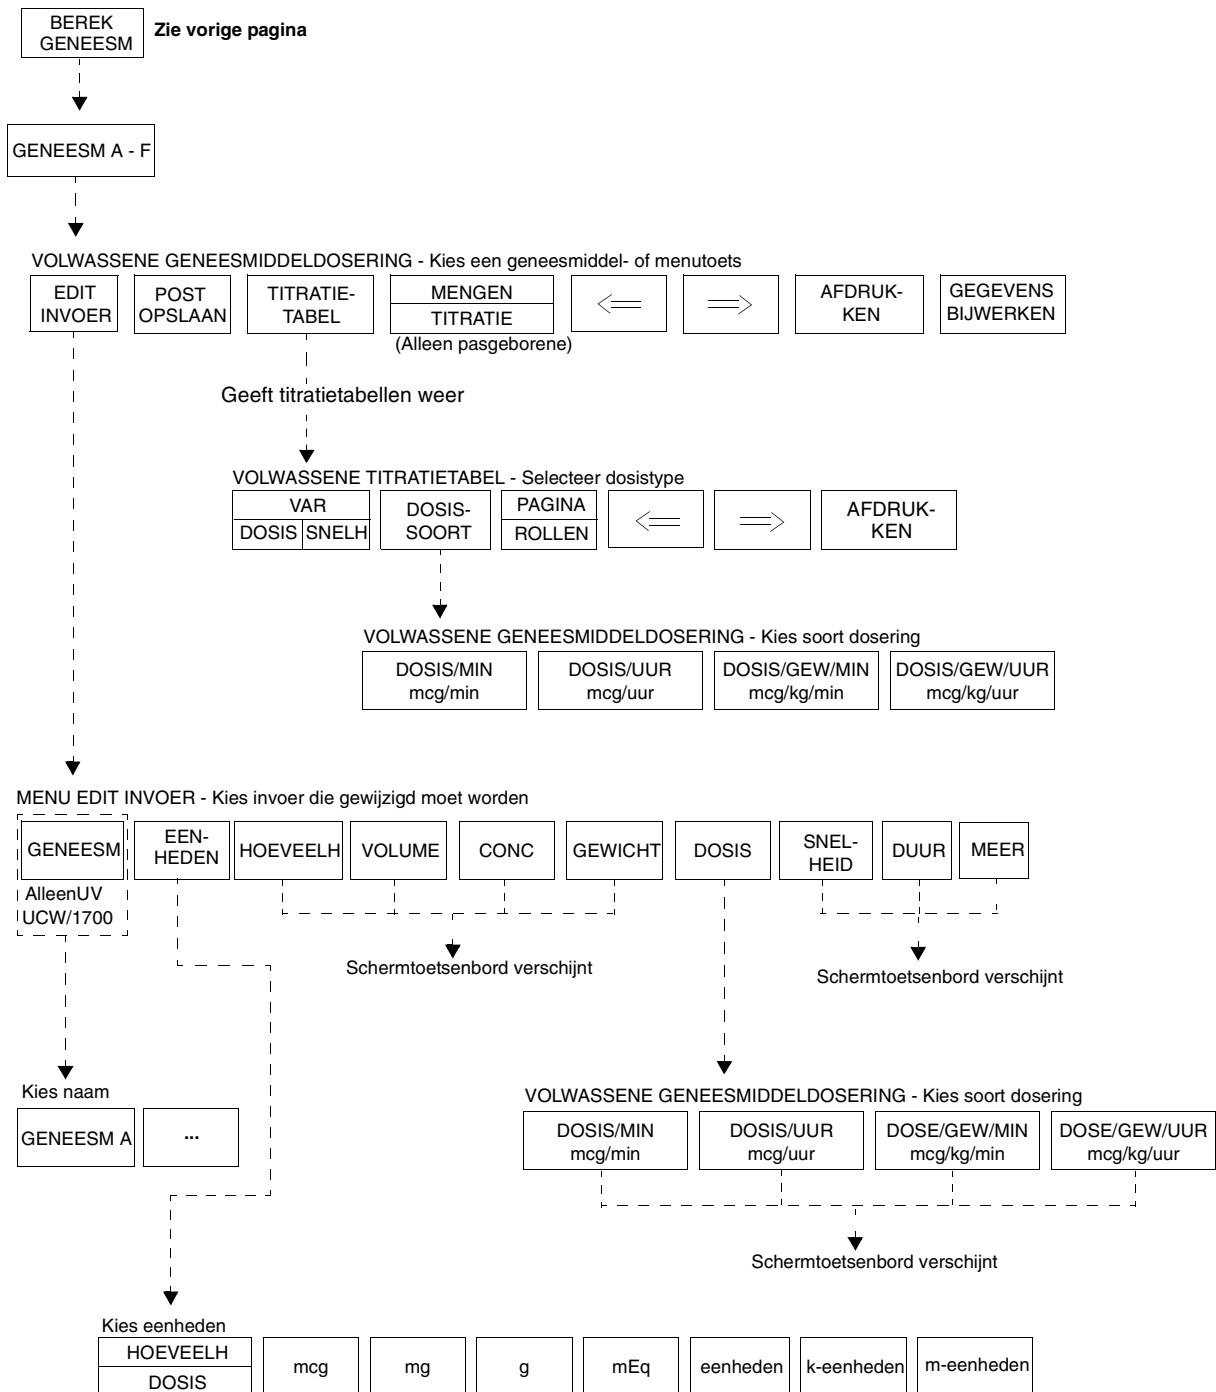 BEREK
GENEESM
Zie vorige pagina
GENEESM A - F
VOLWASSENE GENEESMIDDELDOSERING - Kies een geneesmiddel- of menutoets
EDIT
INVOER
POST
OPSLAAN
TITRATIE-
TABEL
MENGEN
TITRATIE
(Alleen pasgeborene)
AFDRUK-
KEN
GEGEVENS
BIJWERKEN
Geeft titratietabellen weer
VOLWASSENE TITRATIETABEL - Selecteer dosistype
VAR
DOSIS SNELH
DOSIS-
SOORT
PAGINA
ROLLEN
AFDRUK-
KEN
VOLWASSENE GENEESMIDDELDOSERING - Kies soort dosering
DOSIS/MIN
mcg/min
DOSIS/UUR
mcg/uur
DOSIS/GEW/MIN
mcg/kg/min
DOSIS/GEW/UUR
mcg/kg/uur
MENU EDIT INVOER - Kies invoer die gewijzigd moet worden
GENEESM
AlleenUV
UCW/1700
EEN-
HEDEN
HOEVEELH
VOLUME
CONC
GEWICHT
DOSIS
SNEL-
HEID
DUUR
MEER
Schermtoetsenbord verschijnt
Schermtoetsenbord verschijnt
Kies naam
GENEESM A
...
VOLWASSENE GENEESMIDDELDOSERING - Kies soort dosering
DOSIS/MIN
mcg/min
DOSIS/UUR
mcg/uur
DOSE/GEW/MIN
mcg/kg/min
DOSE/GEW/UUR
mcg/kg/uur
Schermtoetsenbord verschijnt
Kies eenheden
HOEVEELH
DOSIS
mcg
mg
g
mEq
eenheden
k-eenheden
m-eenheden